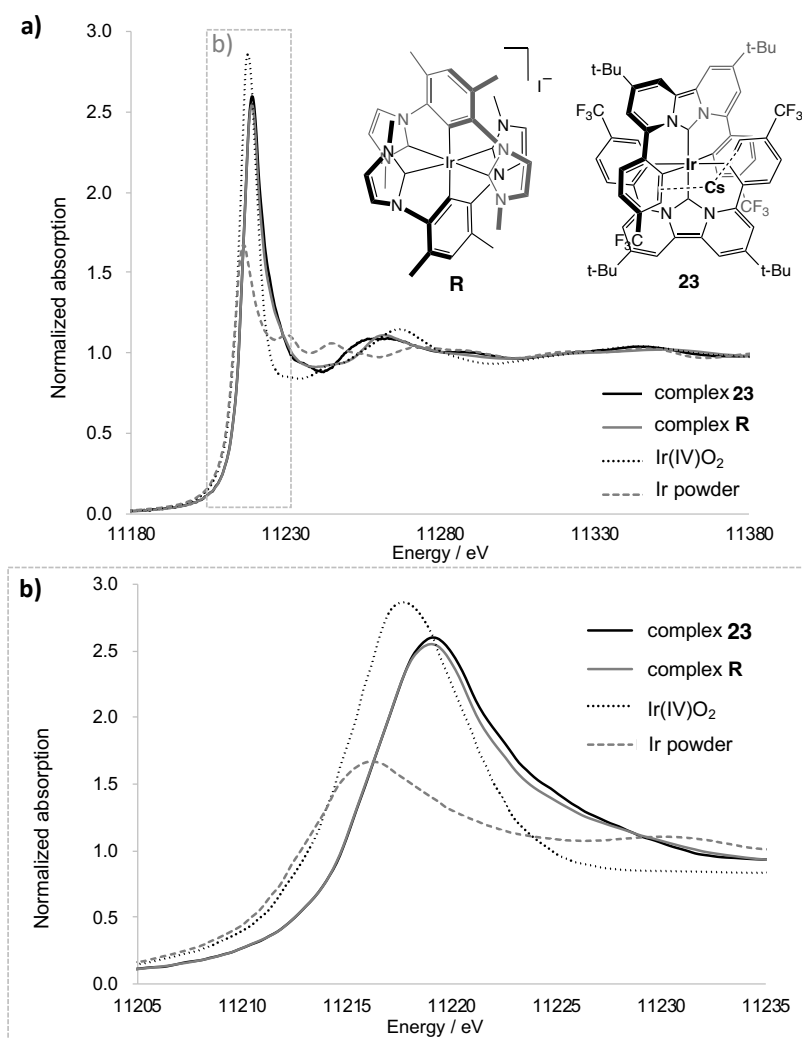 a)
b)
Normalized absorption
3.0
2.5
2.0
1.5
1.0
0.5
0.0
11180 11230 11280 11330 11380
Energy / eV
N N N N
N N N N
Ir
I−
R
t-Bu t-Bu
t-Bu
F3C CF3
N N
Ir
Cs
N N
CF3
F3C
t-Bu t-Bu
23
complex 23
complex R
Ir(IV)O2
Ir powder
b)
Normalized absorption
3.0
2.5
2.0
1.5
1.0
0.5
0.0
11205 11210 11215 11220 11225 11230 11235
Energy / eV
complex 23
complex R
Ir(IV)O2
Ir powder